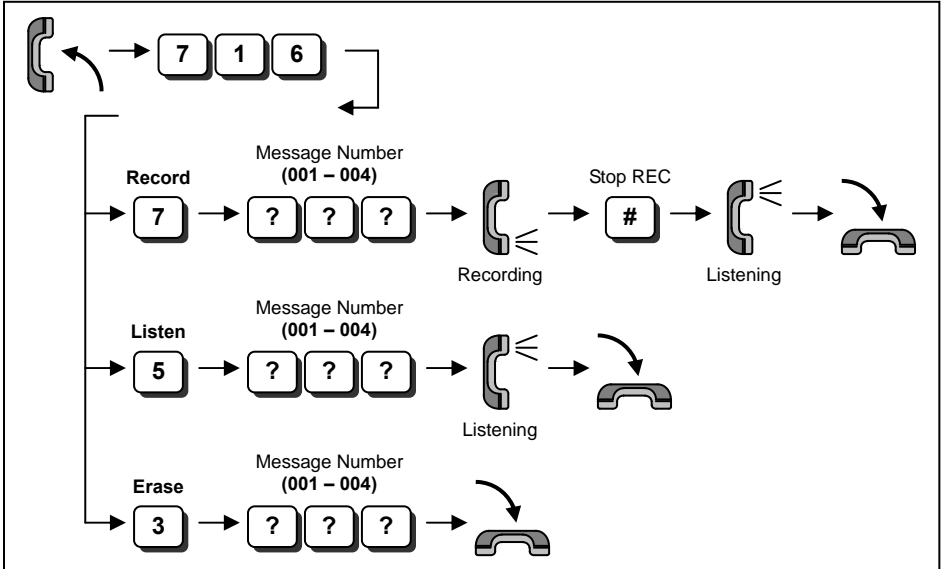 7 1 6
Message Number
(001 – 004)
Record
Stop REC
7 ? ? ? #
Recording
Listening
Message Number
(001 – 004)
Listen
5 ? ? ?
Listening
Message Number
(001 – 004)
Erase
3 ? ? ?